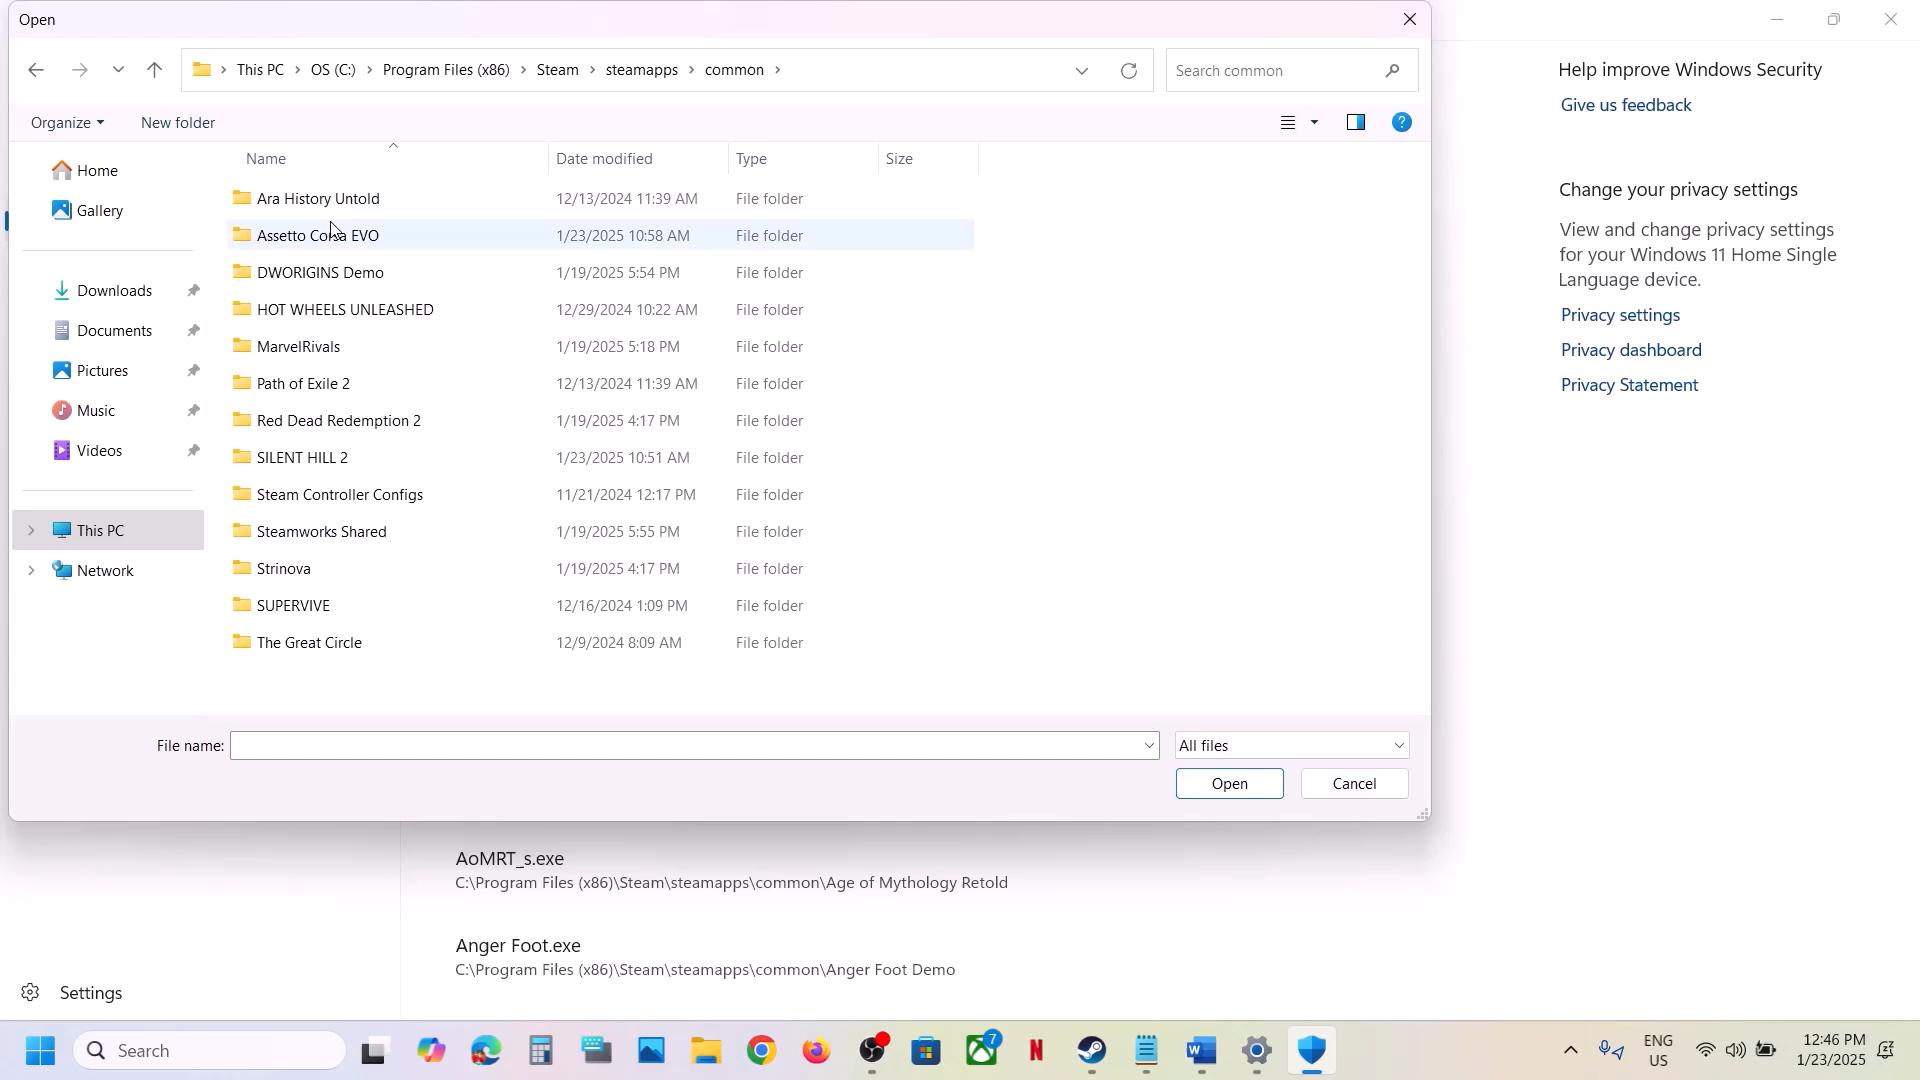 Open
This PC
OS (C:)
Program Files (x86)
Steam
steamapps
common
Search common
Organize
New folder
Name
Date modified
Type
Size
Home
Gallery
Downloads
Documents
Pictures
Music
Videos
This PC
Network
Ara History Untold 12/13/2024 11:39 AM File folder
Assetto Corsa EVO 1/23/2025 10:58 AM File folder
DWORIGINS Demo 1/19/2025 5:54 PM File folder
HOT WHEELS UNLEASHED 12/29/2024 10:22 AM File folder
MarvelRivals 1/19/2025 5:18 PM File folder
Path of Exile 2 12/13/2024 11:39 AM File folder
Red Dead Redemption 2 1/19/2025 4:17 PM File folder
SILENT HILL 2 1/23/2025 10:51 AM File folder
Steam Controller Configs 11/21/2024 12:17 PM File folder
Steamworks Shared 1/19/2025 5:55 PM File folder
Strinova 1/19/2025 4:17 PM File folder
SUPERVIVE 12/16/2024 1:09 PM File folder
The Great Circle 12/9/2024 8:09 AM File folder
File name:
All files
Open
Cancel
Help improve Windows Security
Give us feedback
Change your privacy settings
View and change privacy settings
for your Windows 11 Home Single
Language device.
Privacy settings
Privacy dashboard
Privacy Statement
AoMRT_s.exe
C:\Program Files (x86)\Steam\steamapps\common\Age of Mythology Retold
Anger Foot.exe
C:\Program Files (x86)\Steam\steamapps\common\Anger Foot Demo
Settings
Search
7
ENG
US
12:46 PM
1/23/2025